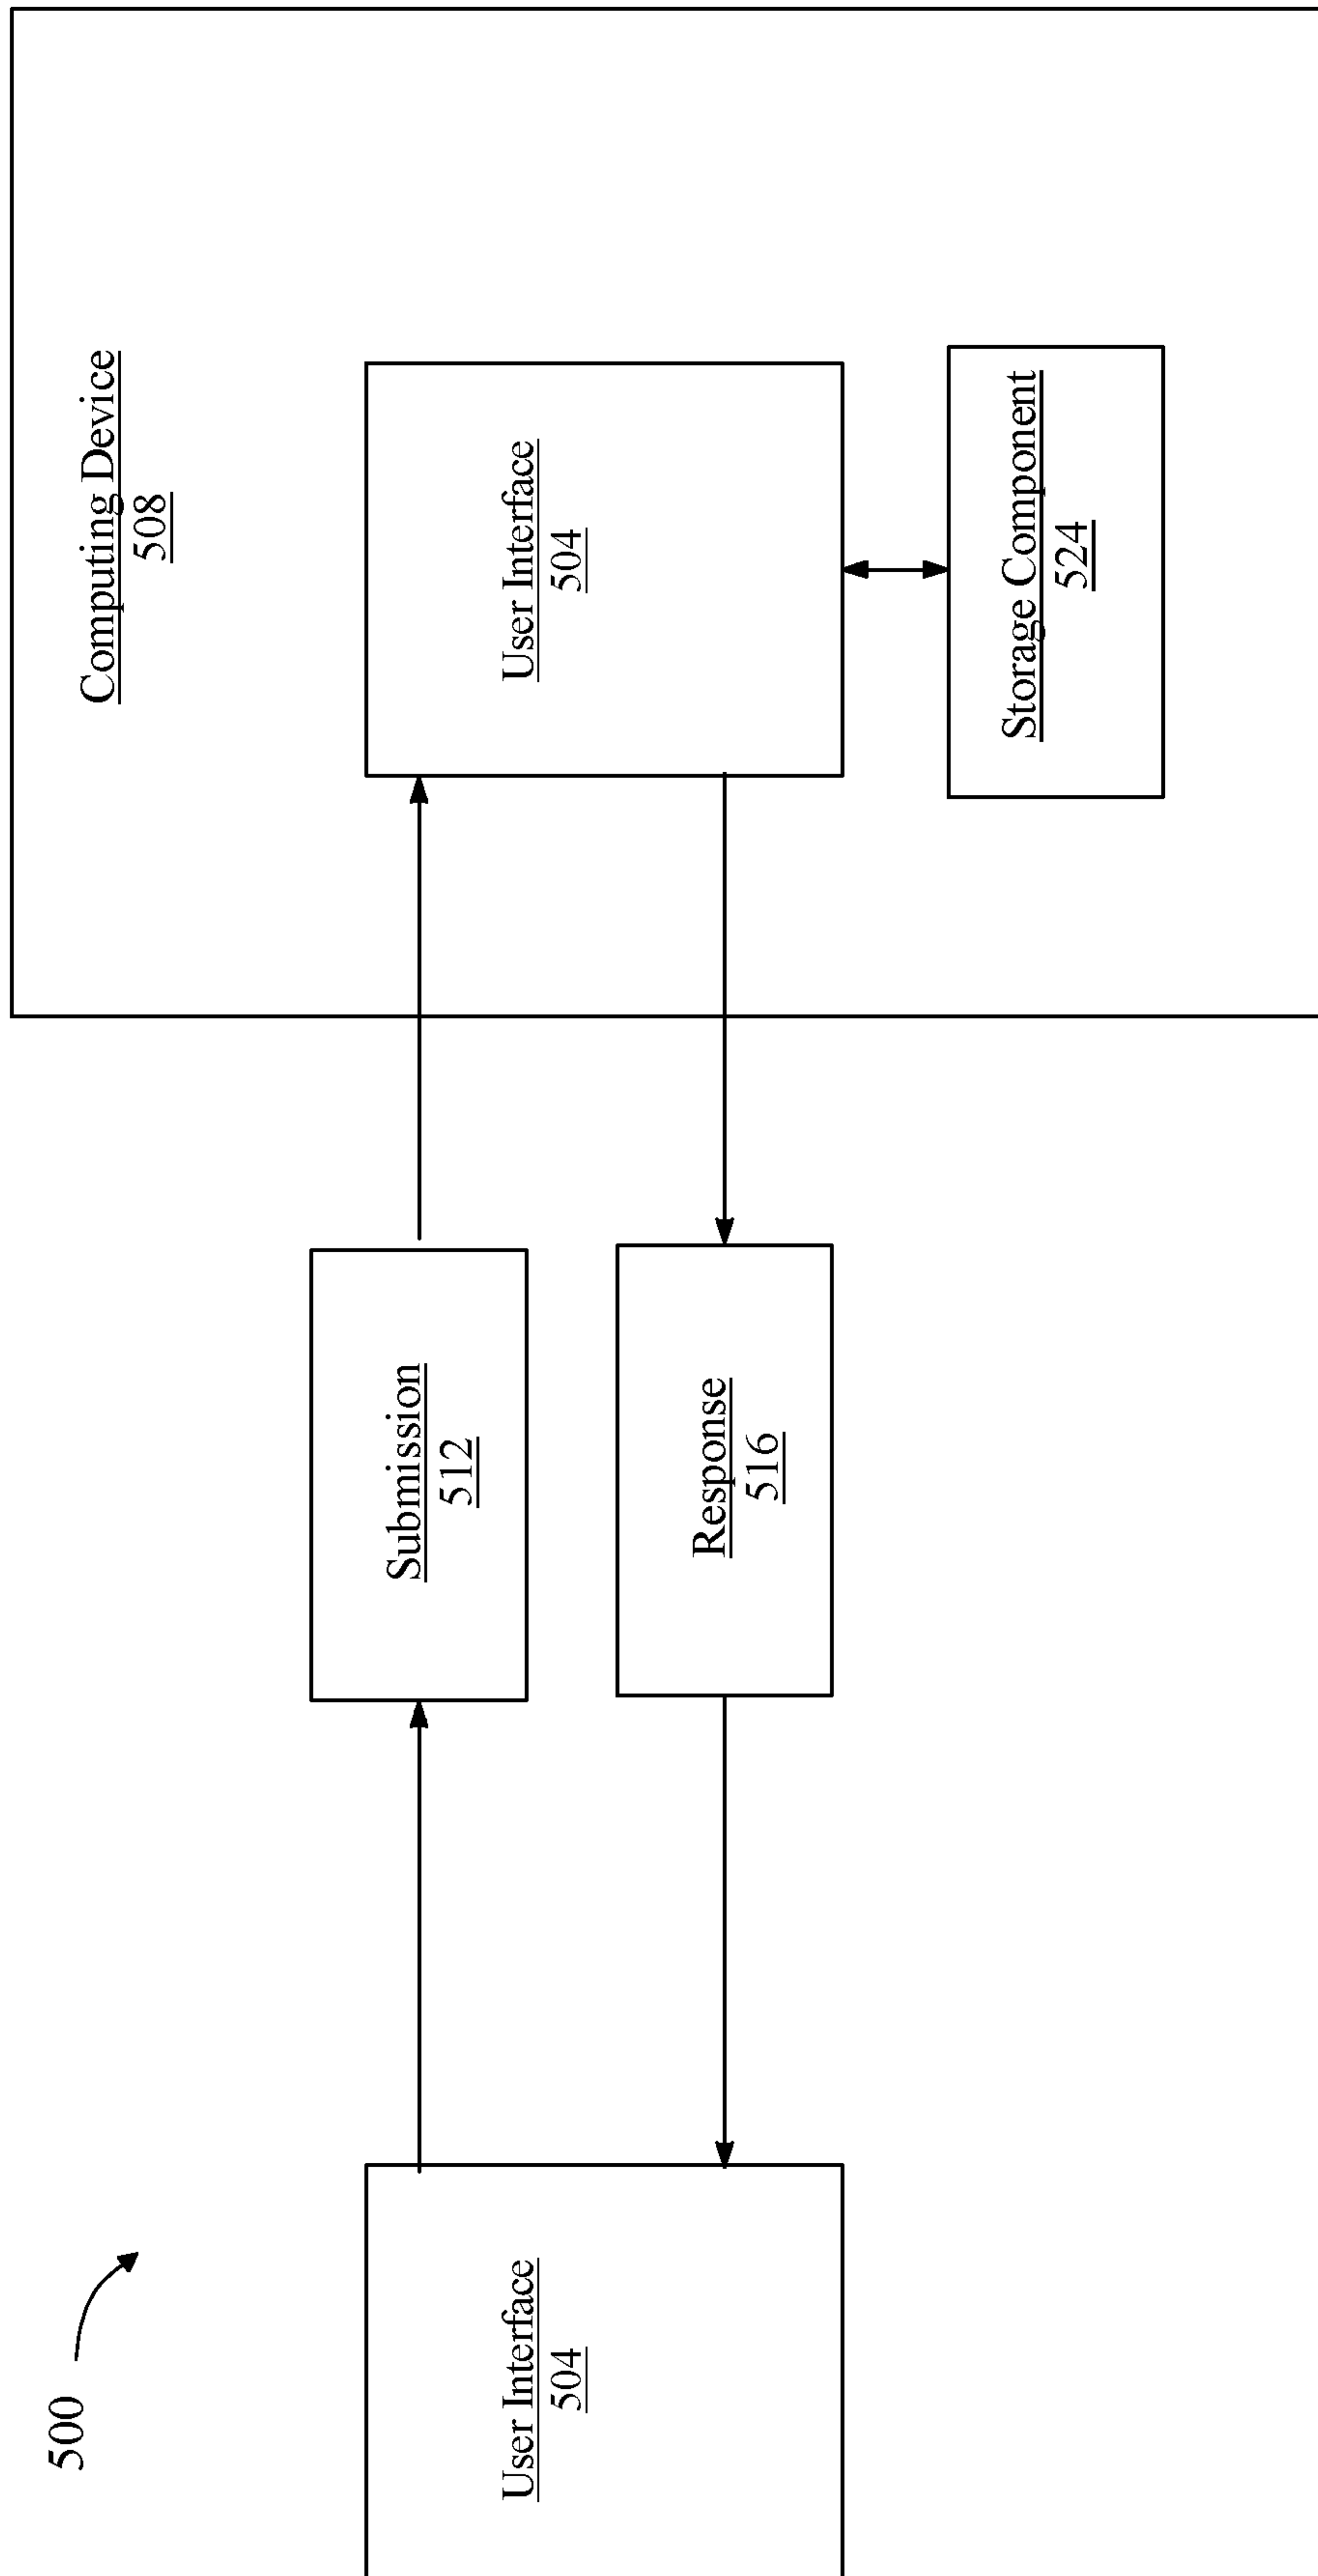 500
User Interface
504
Submission
512
Response
516
Computing Device
508
User Interface
504
Storage Component
524